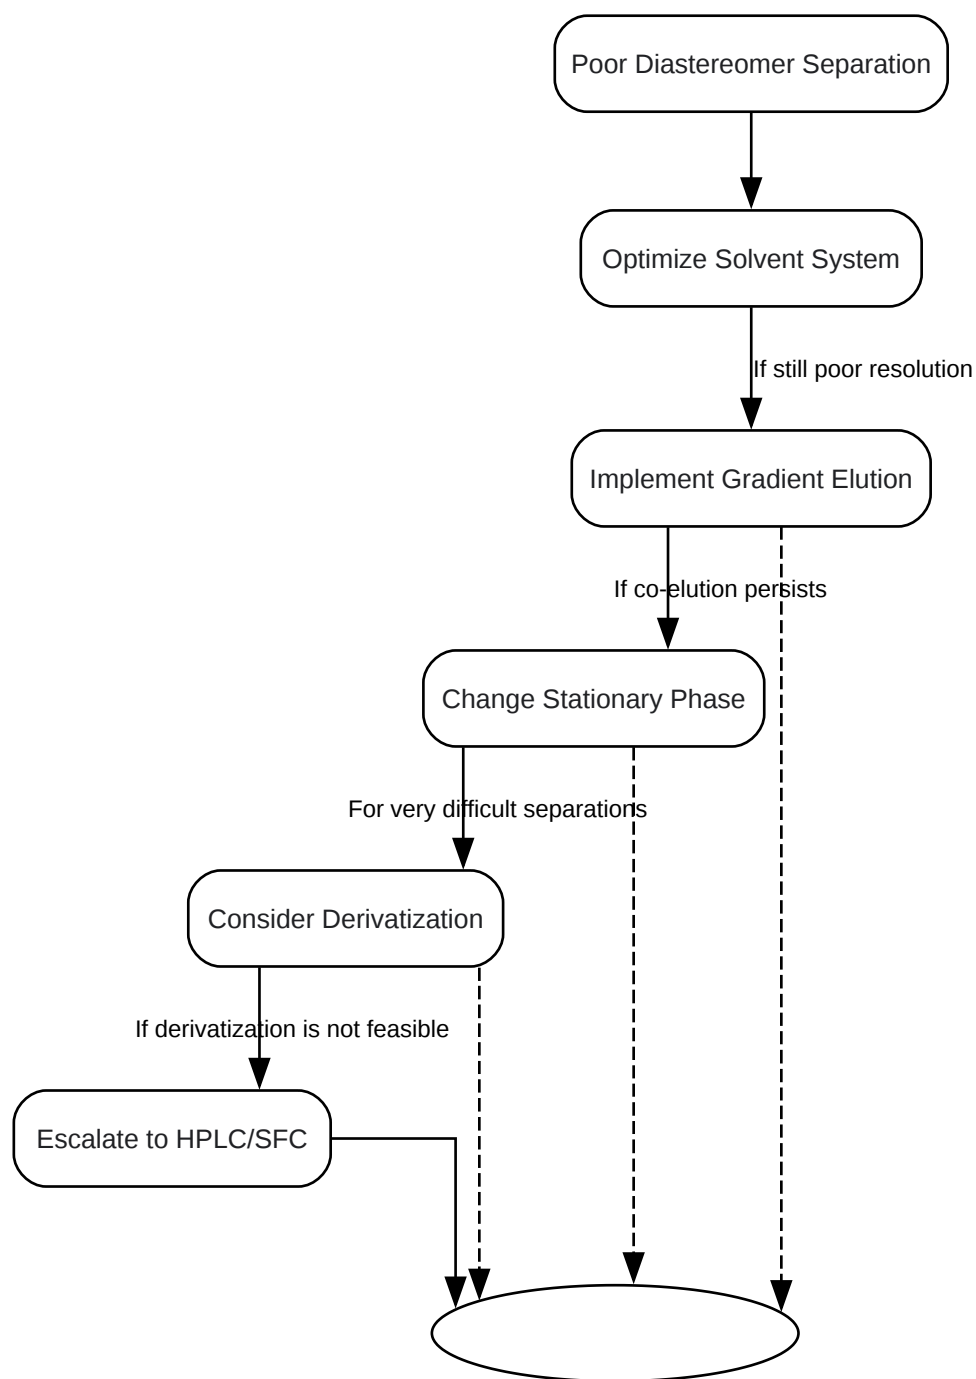 Poor Diastereomer Separation
Optimize Solvent System
If still poor resolution
Implement Gradient Elution
If co-elution persists
Change Stationary Phase
For very difficult separations
Consider Derivatization
If derivatization is not feasible
Escalate to HPLC/SFC